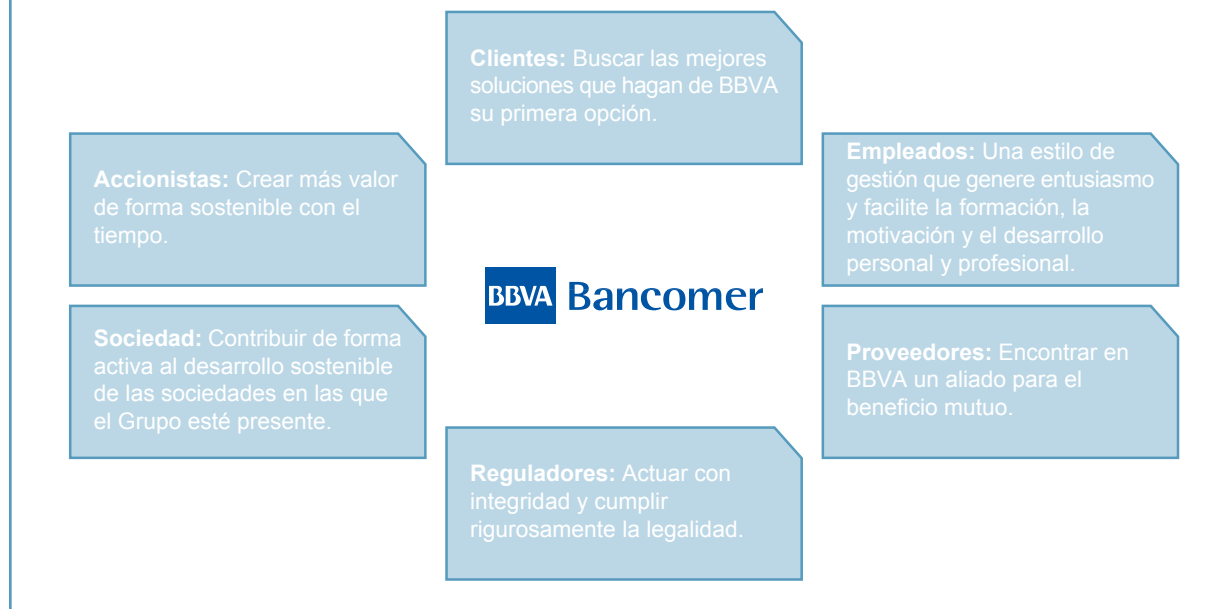 Clientes: Buscar las mejores
soluciones que hagan de BBVA
su primera opción.
Accionistas: Crear más valor
de forma sostenible con el
tiempo.
Empleados: Una estilo de
gestión que genere entusiasmo
y facilite la formación, la
motivación y el desarrollo
personal y profesional.
BBVA Bancomer
Sociedad: Contribuir de forma
activa al desarrollo sostenible
de las sociedades en las que
el Grupo esté presente.
Proveedores: Encontrar en
BBVA un aliado para el
beneficio mutuo.
Reguladores: Actuar con
integridad y cumplir
rigurosamente la legalidad.